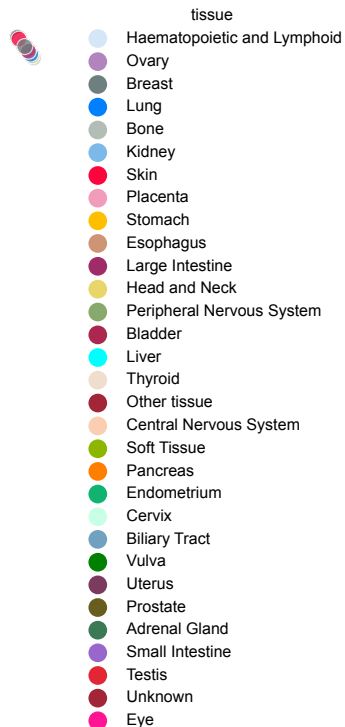 tissue
Haematopoietic and Lymphoid
Ovary
Breast
Lung
Bone
Kidney
Skin
Placenta
Stomach
Esophagus
Large Intestine
Head and Neck
Peripheral Nervous System
Bladder
Liver
Thyroid
Other tissue
Central Nervous System
Soft Tissue
Pancreas
Endometrium
Cervix
Biliary Tract
Vulva
Uterus
Prostate
Adrenal Gland
Small Intestine
Testis
Unknown
Eye